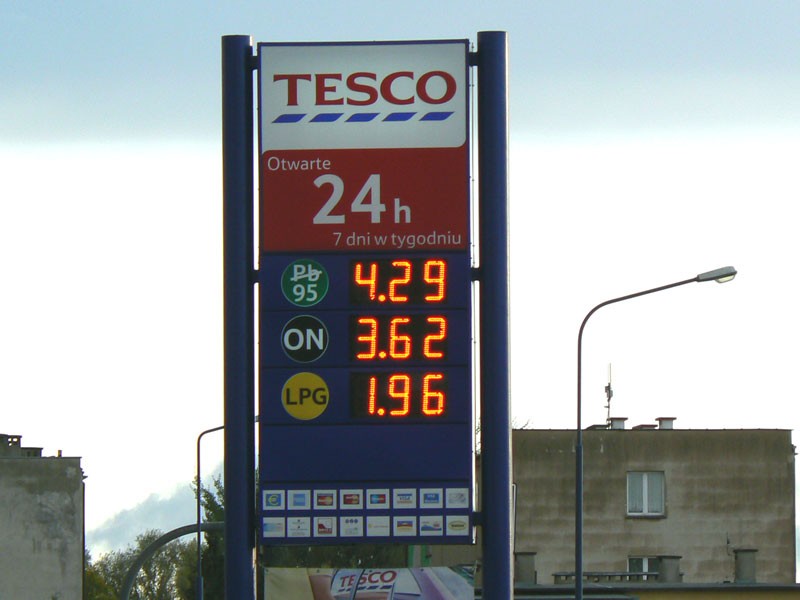 TESCO
Otwarte
24h
7 dni w tygodniu
Pb 95 4.29
ON 3.62
LPG 1.96
TESCO